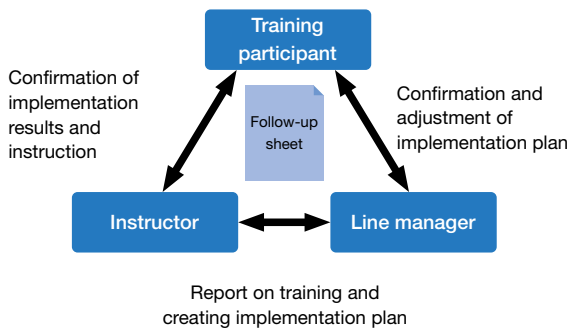 Training
participant
Confirmation of
implementation
results and
instruction
Follow-up
sheet
Confirmation and
adjustment of
implementation plan
Instructor
Line manager
Report on training and
creating implementation plan